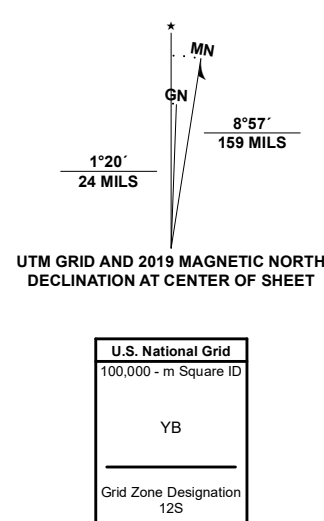 ★
MN
GN
8°57´
159 MILS
1°20´
24 MILS
UTM GRID AND 2019 MAGNETIC NORTH
DECLINATION AT CENTER OF SHEET
U.S. National Grid
100,000 - m Square ID
YB
Grid Zone Designation
12S